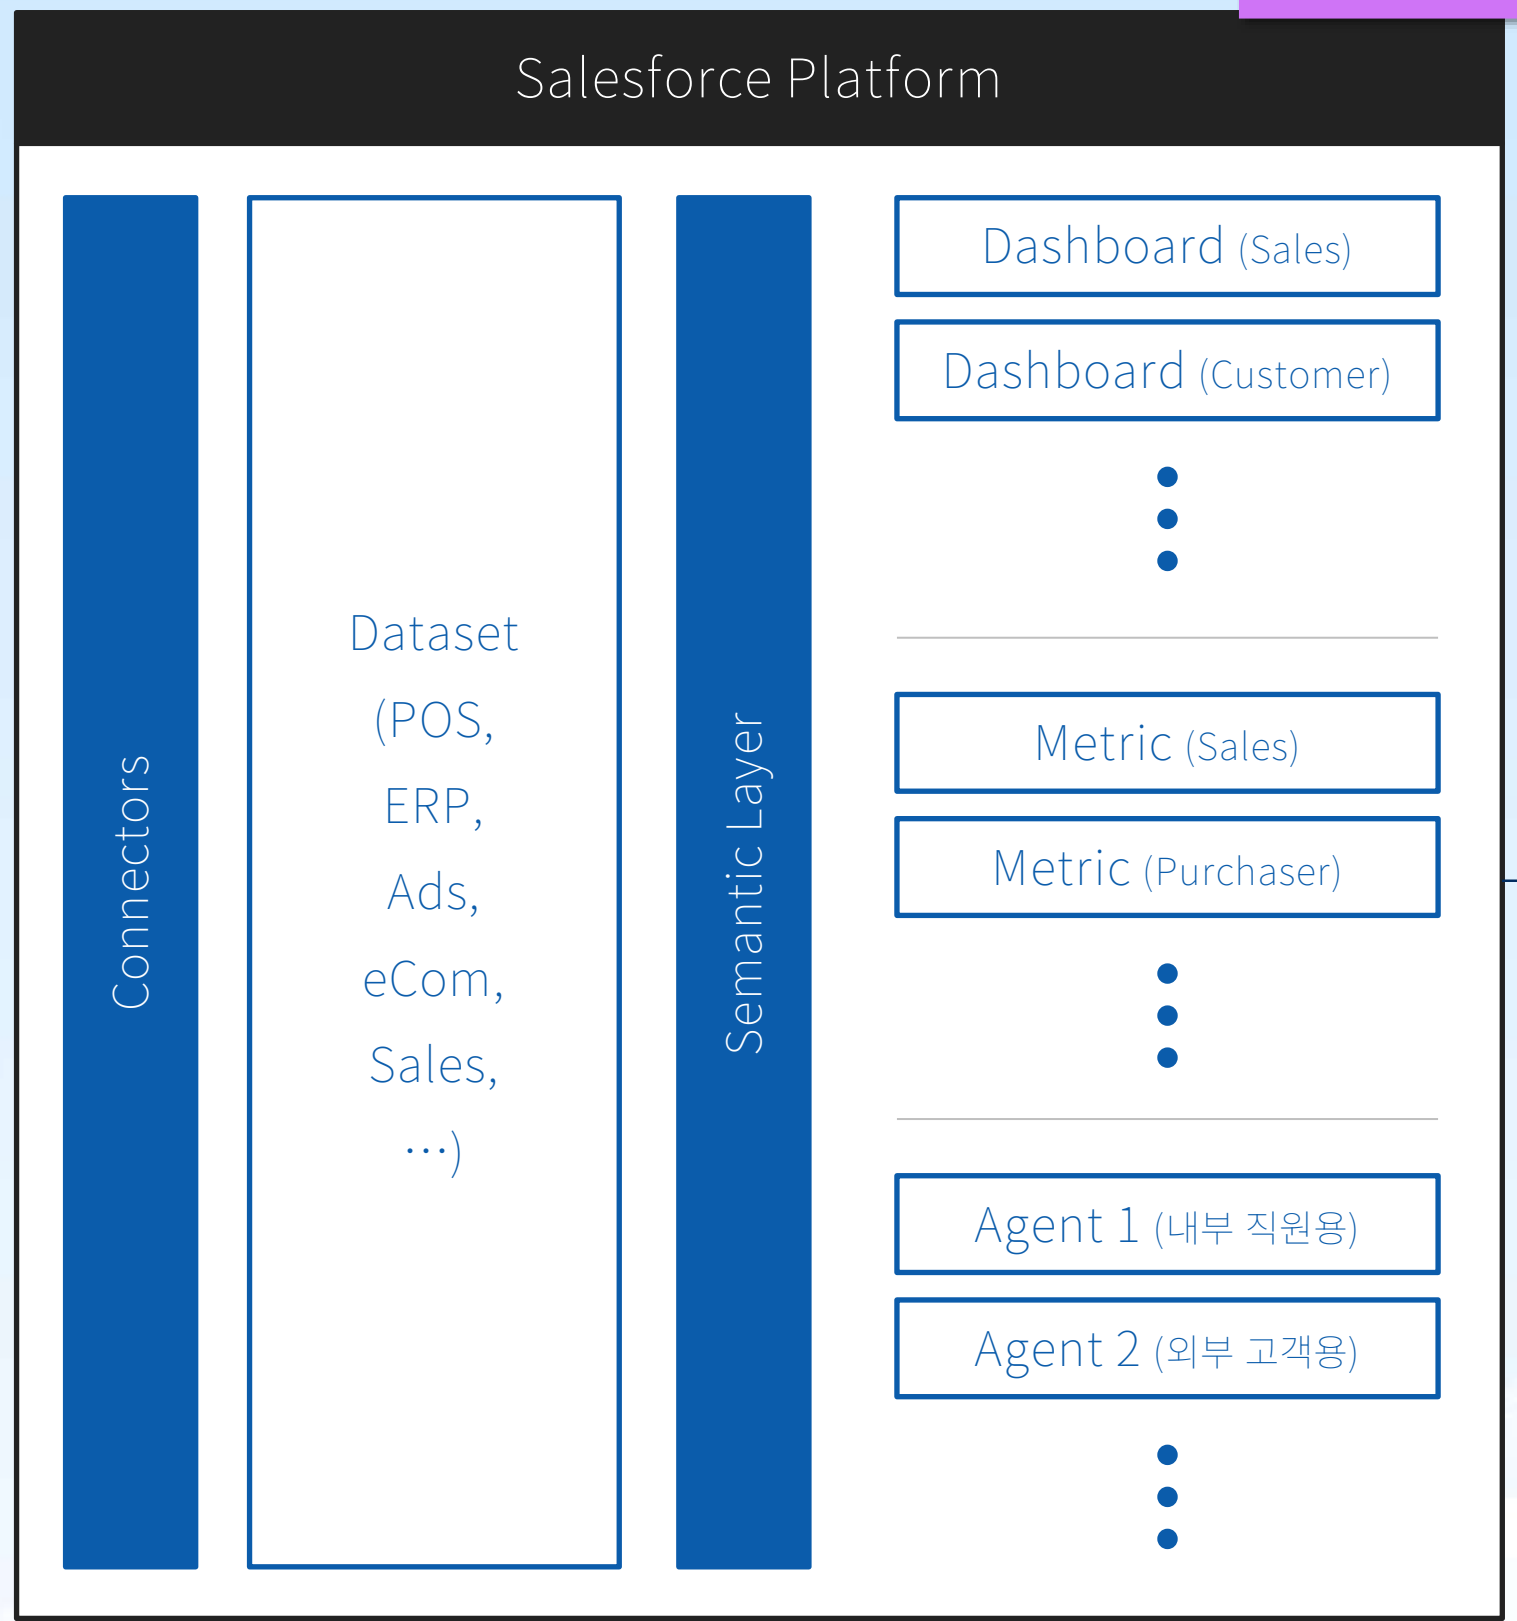 Salesforce Platform
Connectors
Dataset
(POS,
ERP,
Ads,
eCom,
Sales,
…)
Semantic Layer
Dashboard (Sales)
Dashboard (Customer)
Metric (Sales)
Metric (Purchaser)
Agent 1 (내부 직원용)
Agent 2 (외부 고객용)